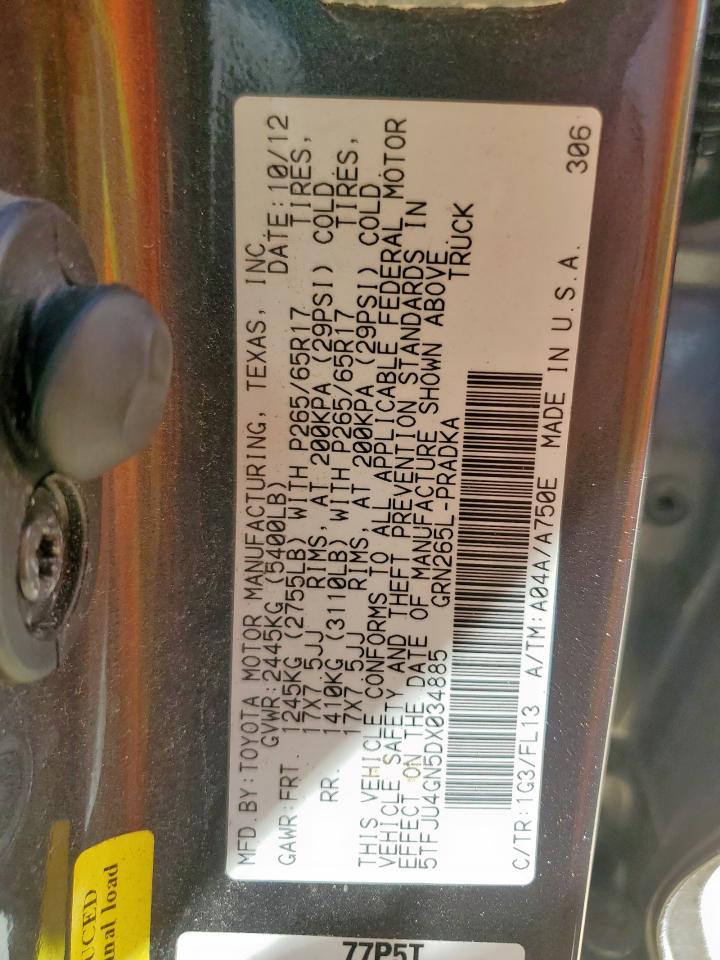 MFD.BY:TOYOTA MOTOR MANUFACTURING, TEXAS, INC.
GVWR:2445KG (5400LB) DATE:10/12
GAWR:FRT. 1245KG (2755LB) WITH P265/65R17 TIRES,
17X7.5JJ RIMS, AT 200KPA (29PSI) COLD
RR. 1410KG (3110LB) WITH P265/65R17 TIRES,
17X7.5JJ RIMS, AT 200KPA (29PSI) COLD
THIS VEHICLE CONFORMS TO ALL APPLICABLE FEDERAL MOTOR
VEHICLE SAFETY AND THEFT PREVENTION STANDARDS IN
EFFECT ON THE DATE OF MANUFACTURE SHOWN ABOVE.
5TFJU4GN5DX034885 GRN265L-PRADKA TRUCK
C/TR:1G3/FL13 A/TM:A04A/A750E MADE IN U.S.A. 306
UCED
nal load
77P5T